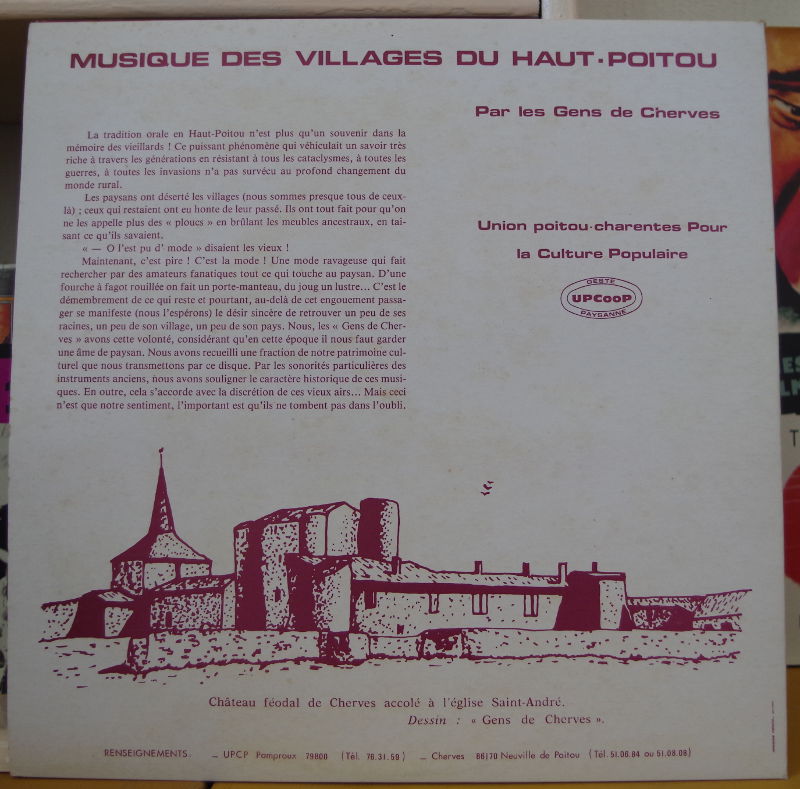 MUSIQUE DES VILLAGES DU HAUT-POITOU
Par les Gens de Cherves
La tradition orale en Haut-Poitou n'est plus qu'un souvenir dans la
mémoire des vieillards ! Ce puissant phénomène qui véhiculait un savoir très
riche à travers les générations en résistant à tous les cataclysmes, à toutes les
guerres, à toutes les invasions n'a pas survécu au profond changement du
monde rural.
Les paysans ont déserté les villages (nous sommes presque tous de ceux-
là) ; ceux qui restaient ont eu honte de leur passé. Ils ont tout fait pour qu'on
ne les appelle plus des « ploucs » en brûlant les meubles ancestraux, en tai-
sant ce qu'ils savaient.
« — O l'est pu d' mode » disaient les vieux !
Maintenant, c'est pire ! C'est la mode ! Une mode ravageuse qui fait
rechercher par des amateurs fanatiques tout ce qui touche au paysan. D'une
fourche à fagot rouillée on fait un porte-manteau, du joug un lustre... C'est le
démembrement de ce qui reste et pourtant, au-delà de cet engouement passa-
ger se manifeste (nous l'espérons) le désir sincère de retrouver un peu de ses
racines, un peu de son village, un peu de son pays. Nous, les « Gens de Cher-
ves » avons cette volonté, considérant qu'en cette époque il nous faut garder
une âme de paysan. Nous avons recueilli une fraction de notre patrimoine cul-
turel que nous transmettons par ce disque. Par les sonorités particulières des
instruments anciens, nous avons souligner le caractère historique de ces musi-
ques. En outre, cela s'accorde avec la discrétion de ces vieux airs... Mais ceci
n'est que notre sentiment, l'important est qu'ils ne tombent pas dans l'oubli.
Union poitou-charentes Pour
la Culture Populaire
GESTE
UPCOOP
PAYSANNE
Château féodal de Cherves accolé à l'église Saint-André.
Dessin : « Gens de Cherves ».
RENSEIGNEMENTS. – UPCP Pamproux 79800 (Tél. 76.31.59) – Cherves 86170 Neuville de Poitou (Tél. 51.06.84 ou 51.08.08)